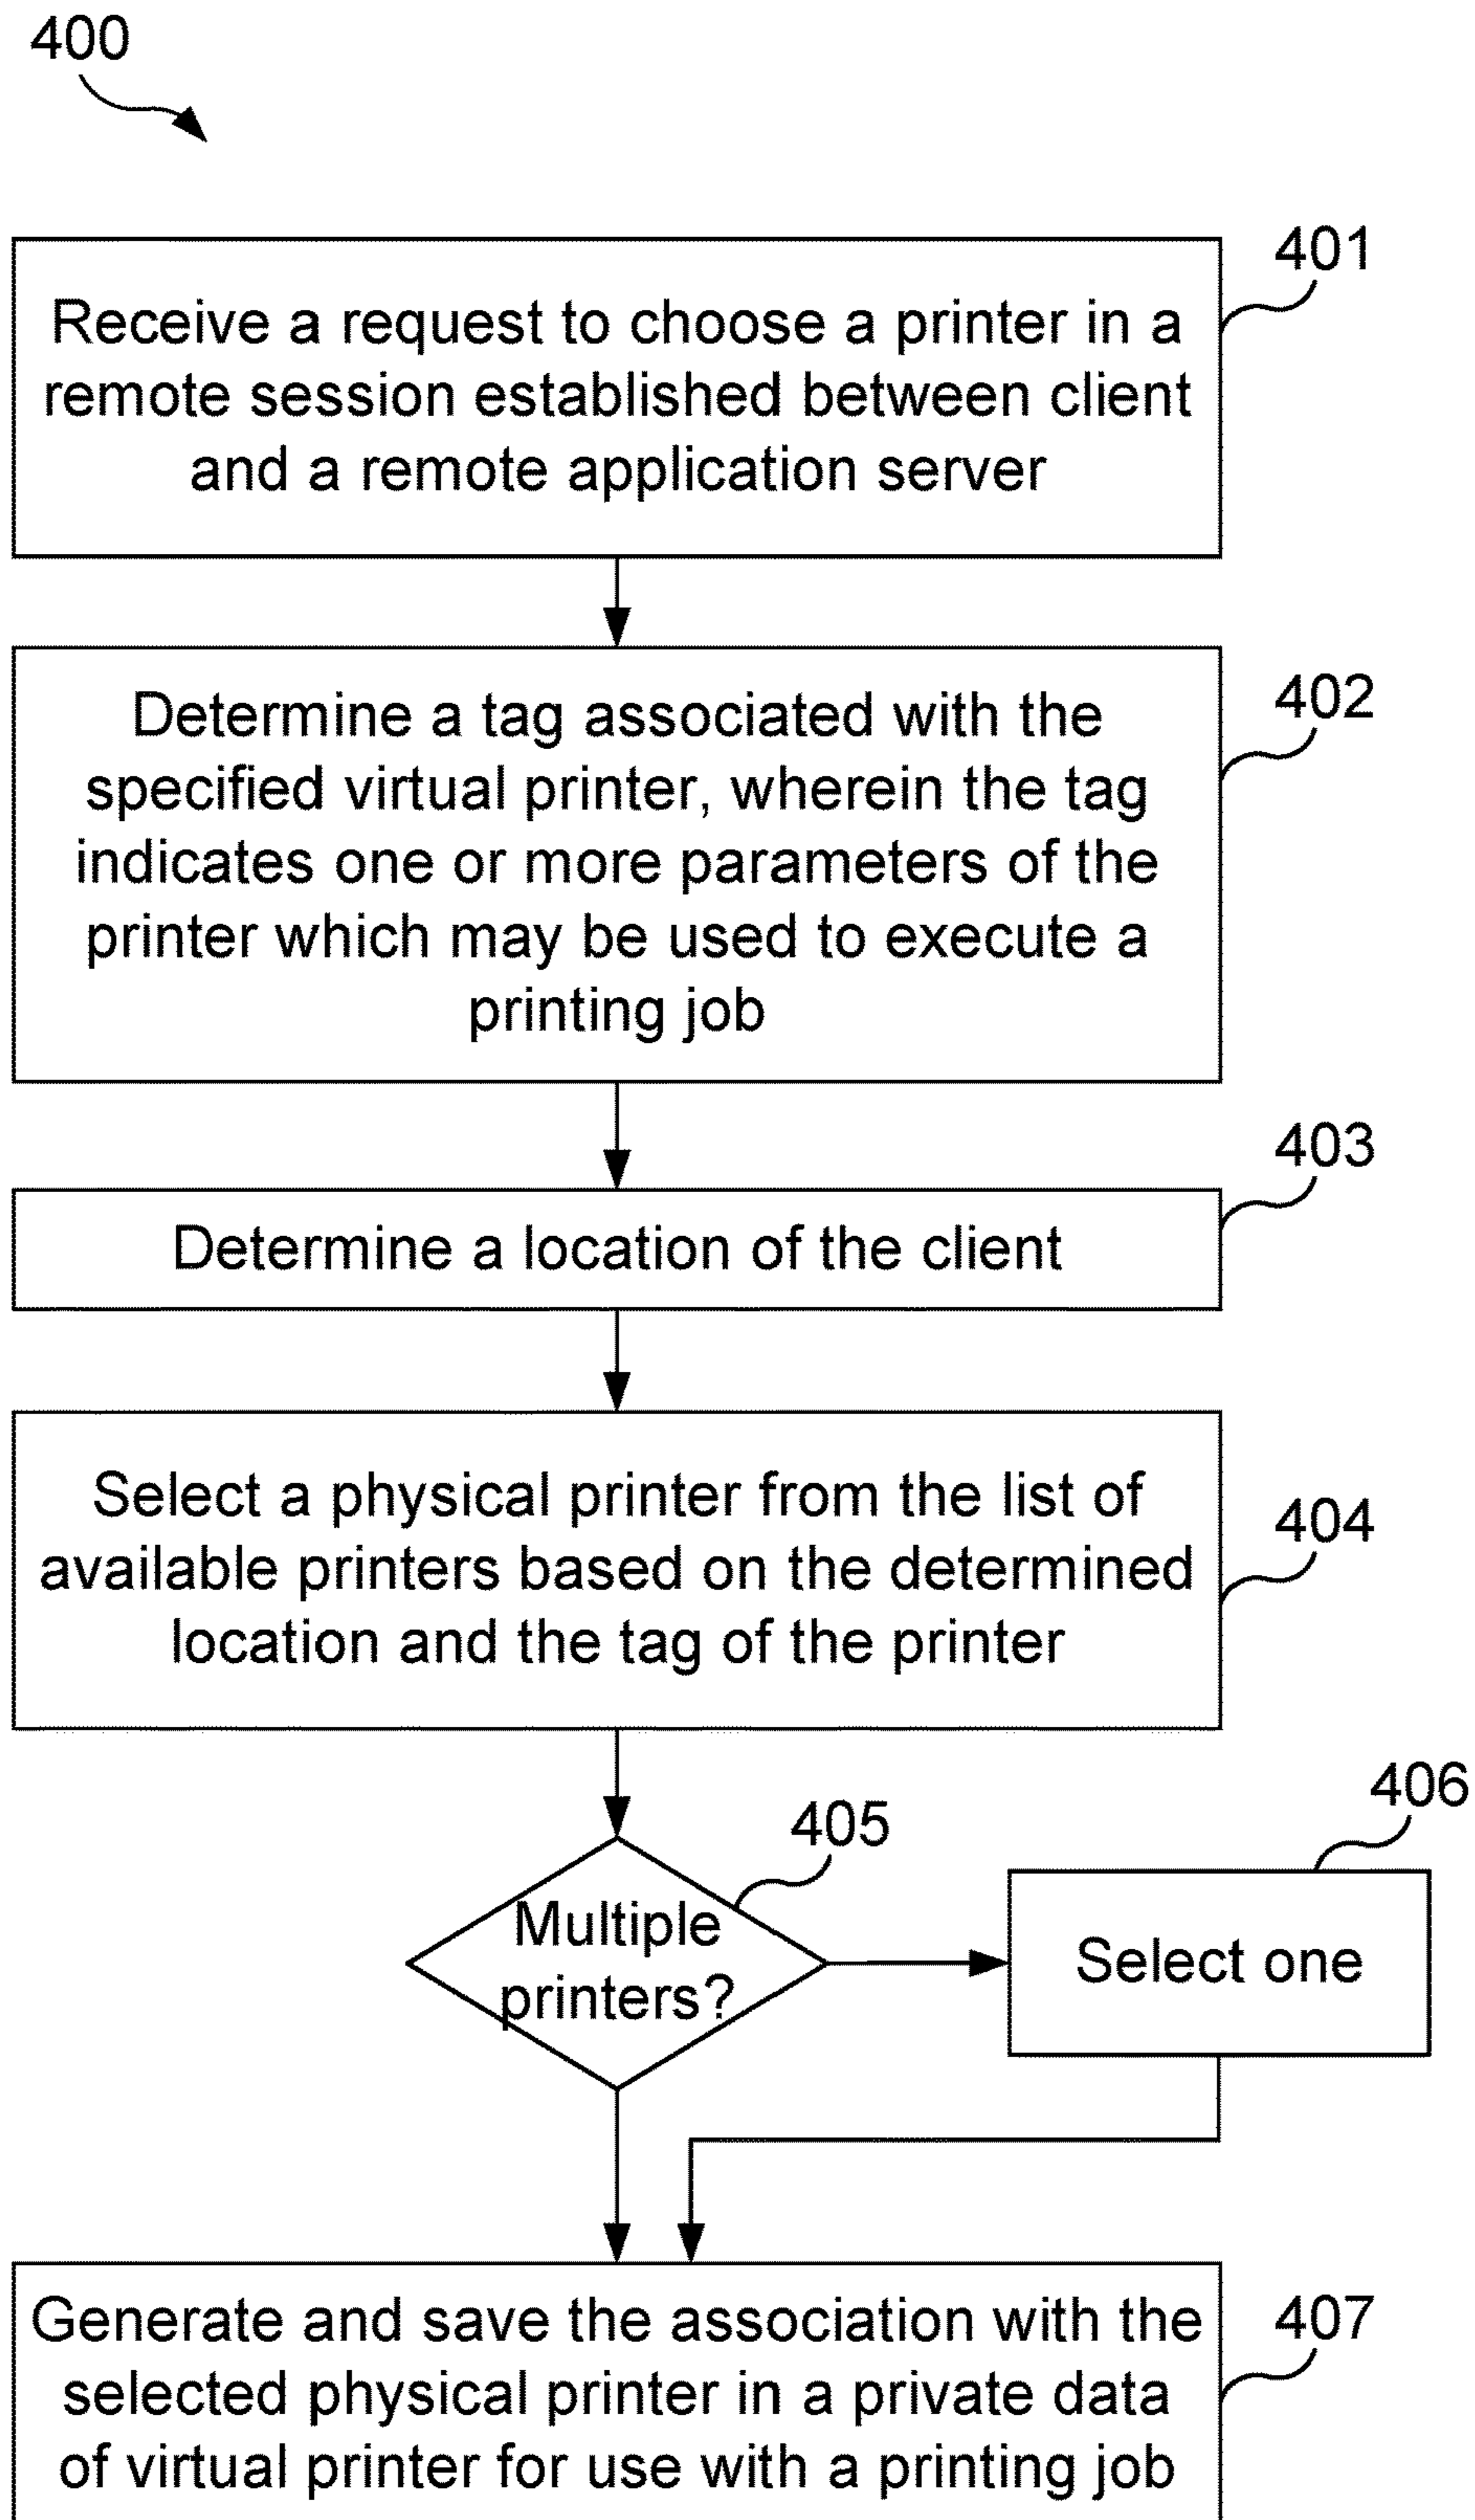 400
401
Receive a request to choose a printer in a
remote session established between client
and a remote application server
402
Determine a tag associated with the
specified virtual printer, wherein the tag
indicates one or more parameters of the
printer which may be used to execute a
printing job
403
Determine a location of the client
404
Select a physical printer from the list of
available printers based on the determined
location and the tag of the printer
405
Multiple
printers?
406
Select one
407
Generate and save the association with the
selected physical printer in a private data
of virtual printer for use with a printing job